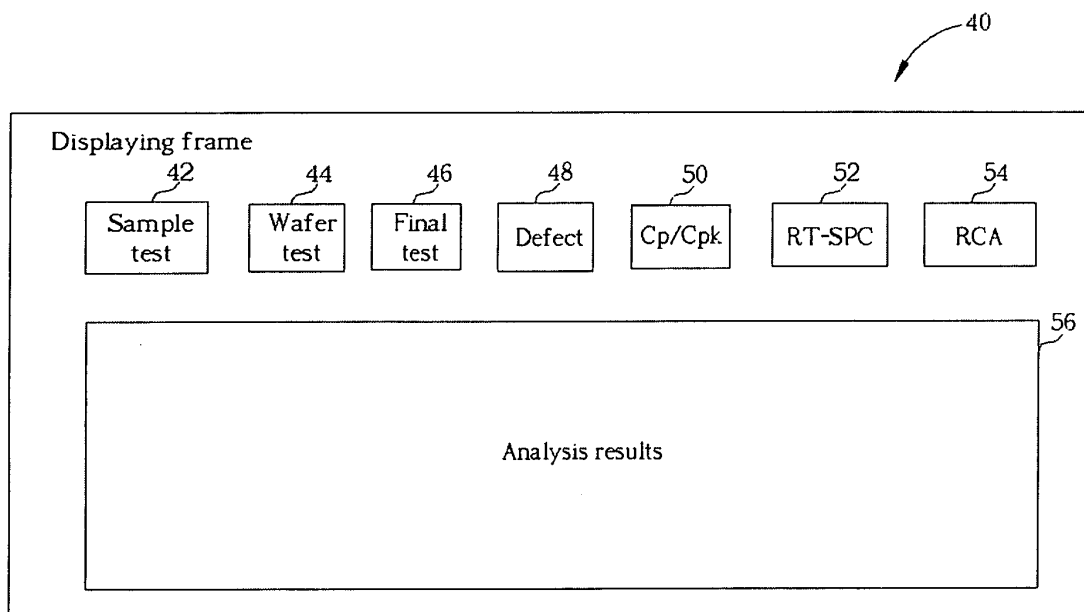 40
Displaying frame
42 44 46 48 50 52 54
Sample test
Wafer test
Final test
Defect
Cp/Cpk
RT-SPC
RCA
56
Analysis results